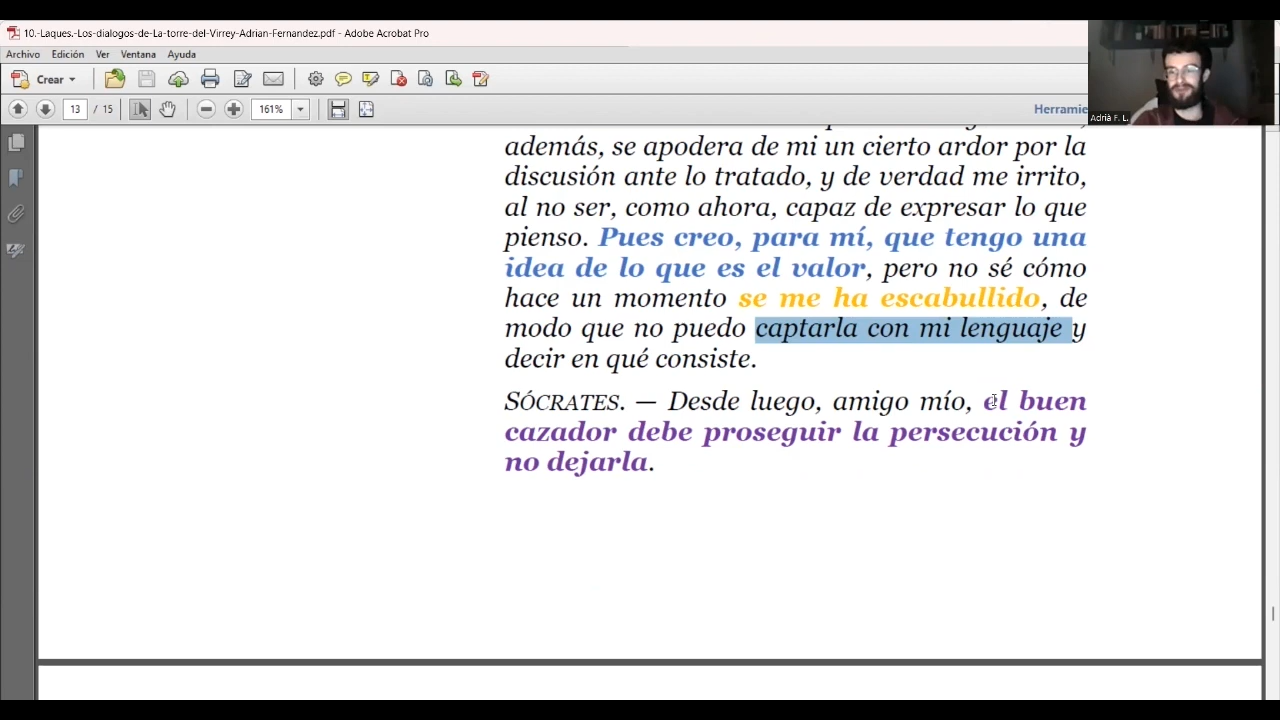 10.-Laques.-Los-dialogos-de-La-torre-del-Virrey-Adrian-Fernandez.pdf - Adobe Acrobat Pro
Archivo Edición Ver Ventana Ayuda
Crear
13 / 15 161% Herramie
Adrià F. L.
además, se apodera de mi un cierto ardor por la
discusión ante lo tratado, y de verdad me irrito,
al no ser, como ahora, capaz de expresar lo que
pienso. Pues creo, para mí, que tengo una
idea de lo que es el valor, pero no sé cómo
hace un momento se me ha escabullido, de
modo que no puedo captarla con mi lenguaje y
decir en qué consiste.
SÓCRATES. — Desde luego, amigo mío, el buen
cazador debe proseguir la persecución y
no dejarla.